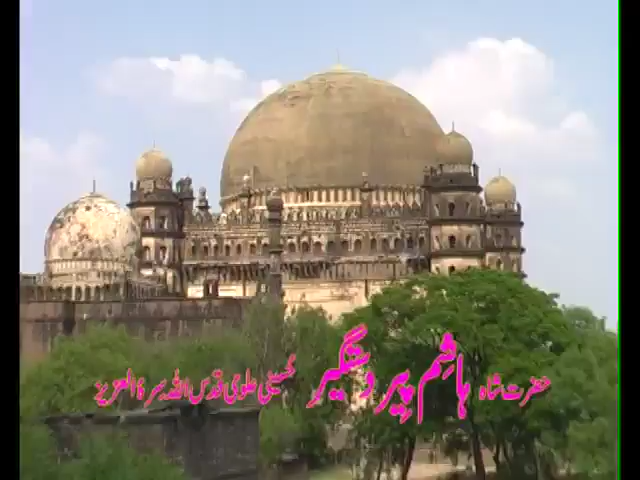 حضرت شاہ ہاشم پیر دستگیر حسینی علوی قدس اللہ سرہ العزیز